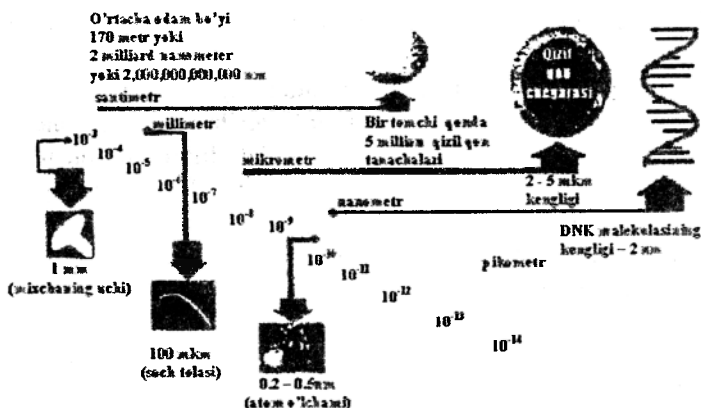 O'rtacha odam bo'yi
170 metr yoki
2 milliard nanometer
yoki 2,000,000,000,000 nm
santimetr
millimetr
10⁻³
10⁻⁴
10⁻⁵
10⁻⁶
10⁻⁷
10⁻⁸
10⁻⁹
10⁻¹⁰
10⁻¹¹
10⁻¹²
10⁻¹³
10⁻¹⁴
Bir tomchi qonda
5 million qizil qon
tanachalari
mikrometr
Qizil
qon
2 - 5 mkm
kengligi
nanometr
DNK malekulasining
kengligi – 2 nm
pikometr
1 mm
(mixchaning uchi)
100 mkm
(soch tolasi)
0.2 – 0.5nm
(atom o'lchami)